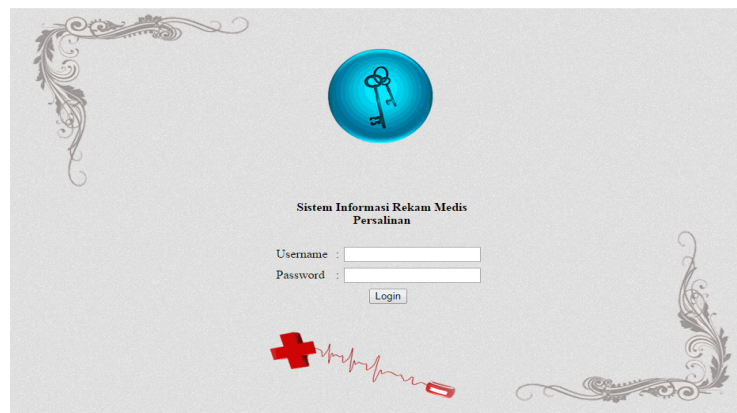 Sistem Informasi Rekam Medis
Persalinan
Username :
Password :
Login